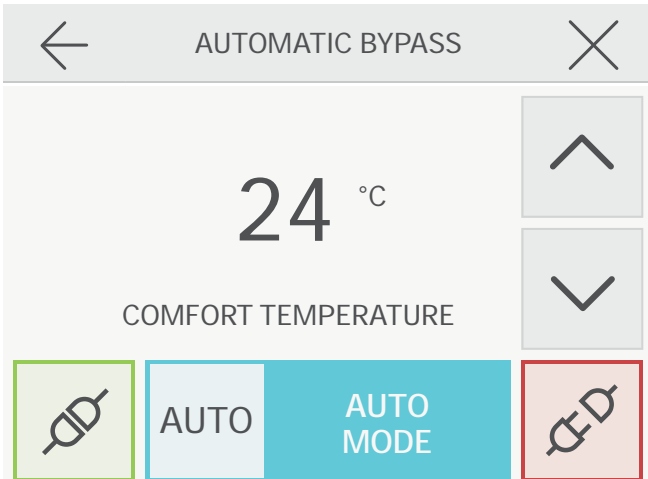 AUTOMATIC BYPASS
24 °C
COMFORT TEMPERATURE
AUTO
AUTO
MODE